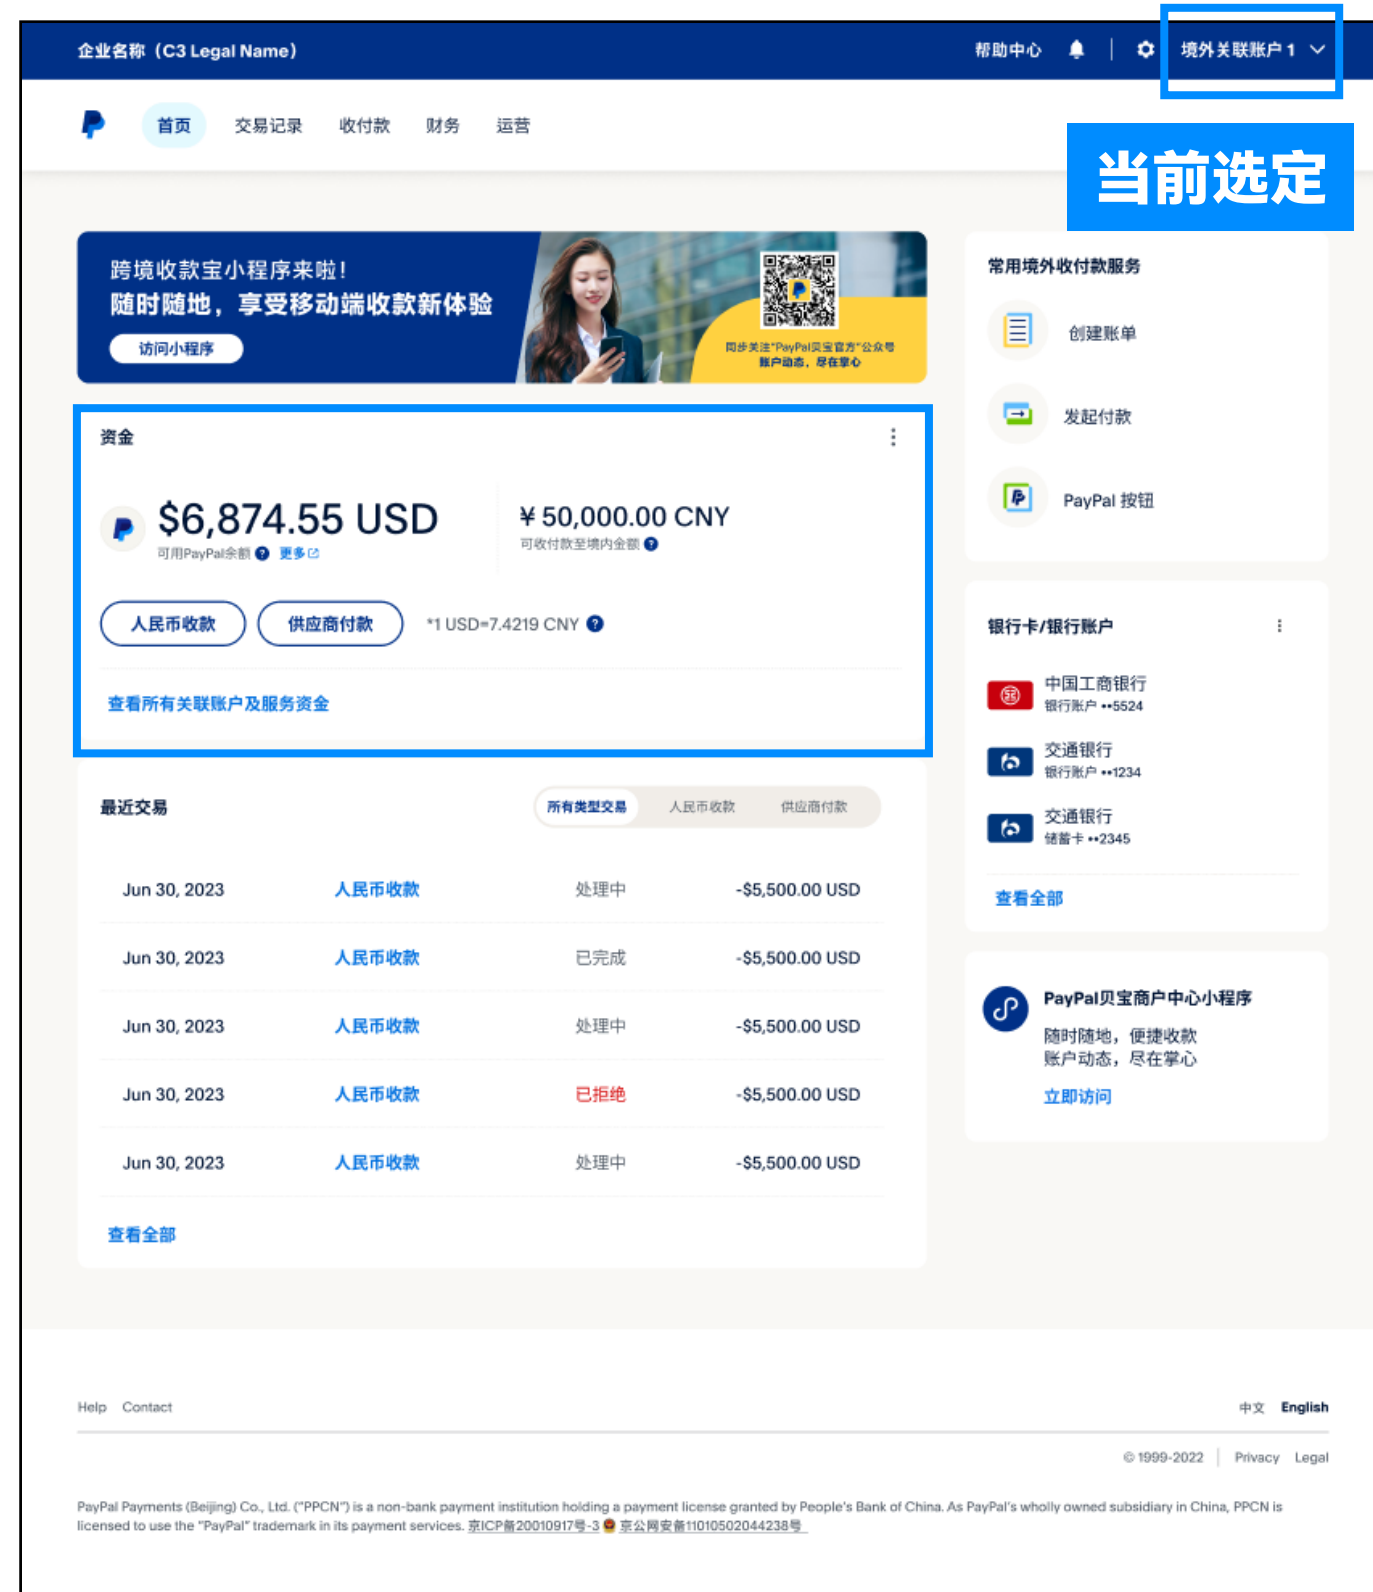 企业名称（C3 Legal Name）
帮助中心
境外关联账户 1
首页 交易记录 收付款 财务 运营
当前选定
跨境收款宝小程序来啦！
随时随地，享受移动端收款新体验
访问小程序
同步关注“PayPal贝宝官方”公众号
账户动态，尽在掌心
资金
$6,874.55 USD
可用PayPal余额 ? 更多
¥ 50,000.00 CNY
可收付款至境内金额 ?
人民币收款 供应商付款 *1 USD=7.4219 CNY ?
查看所有关联账户及服务资金
最近交易
所有类型交易 人民币收款 供应商付款
Jun 30, 2023 人民币收款 处理中 -$5,500.00 USD
Jun 30, 2023 人民币收款 已完成 -$5,500.00 USD
Jun 30, 2023 人民币收款 处理中 -$5,500.00 USD
Jun 30, 2023 人民币收款 已拒绝 -$5,500.00 USD
Jun 30, 2023 人民币收款 处理中 -$5,500.00 USD
查看全部
常用境外收付款服务
创建账单
发起付款
PayPal 按钮
银行卡/银行账户
中国工商银行
银行账户 ••5524
交通银行
银行账户 ••1234
交通银行
储蓄卡 ••2345
查看全部
PayPal贝宝商户中心小程序
随时随地，便捷收款
账户动态，尽在掌心
立即访问
Help Contact
中文 English
© 1999-2022 Privacy Legal
PayPal Payments (Beijing) Co., Ltd. (“PPCN”) is a non-bank payment institution holding a payment license granted by People's Bank of China. As PayPal's wholly owned subsidiary in China, PPCN is
licensed to use the "PayPal" trademark in its payment services. 京ICP备20010917号-3 京公网安备11010502044238号